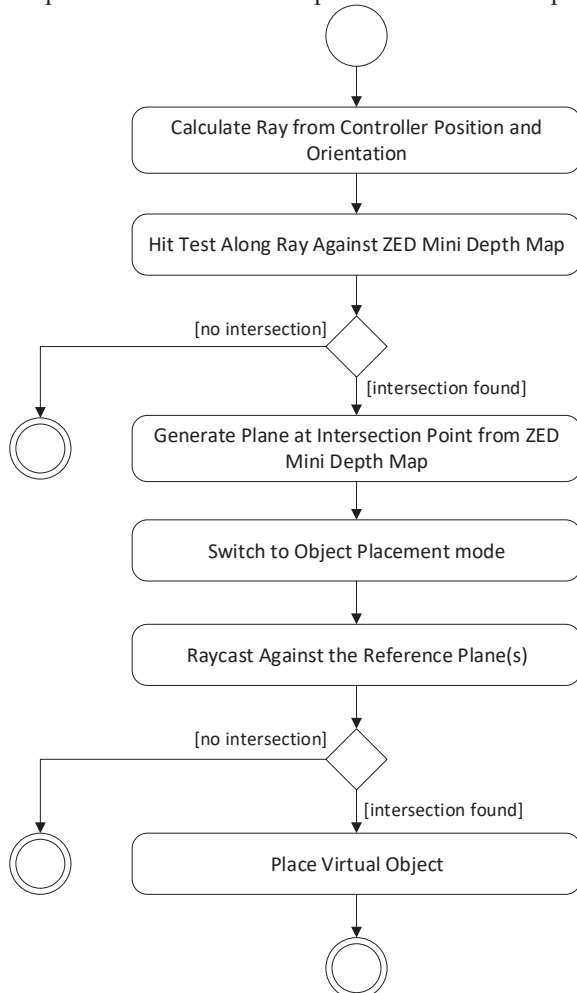 Calculate Ray from Controller Position and
Orientation
Hit Test Along Ray Against ZED Mini Depth Map
[no intersection]
[intersection found]
Generate Plane at Intersection Point from ZED
Mini Depth Map
Switch to Object Placement mode
Raycast Against the Reference Plane(s)
[no intersection]
[intersection found]
Place Virtual Object